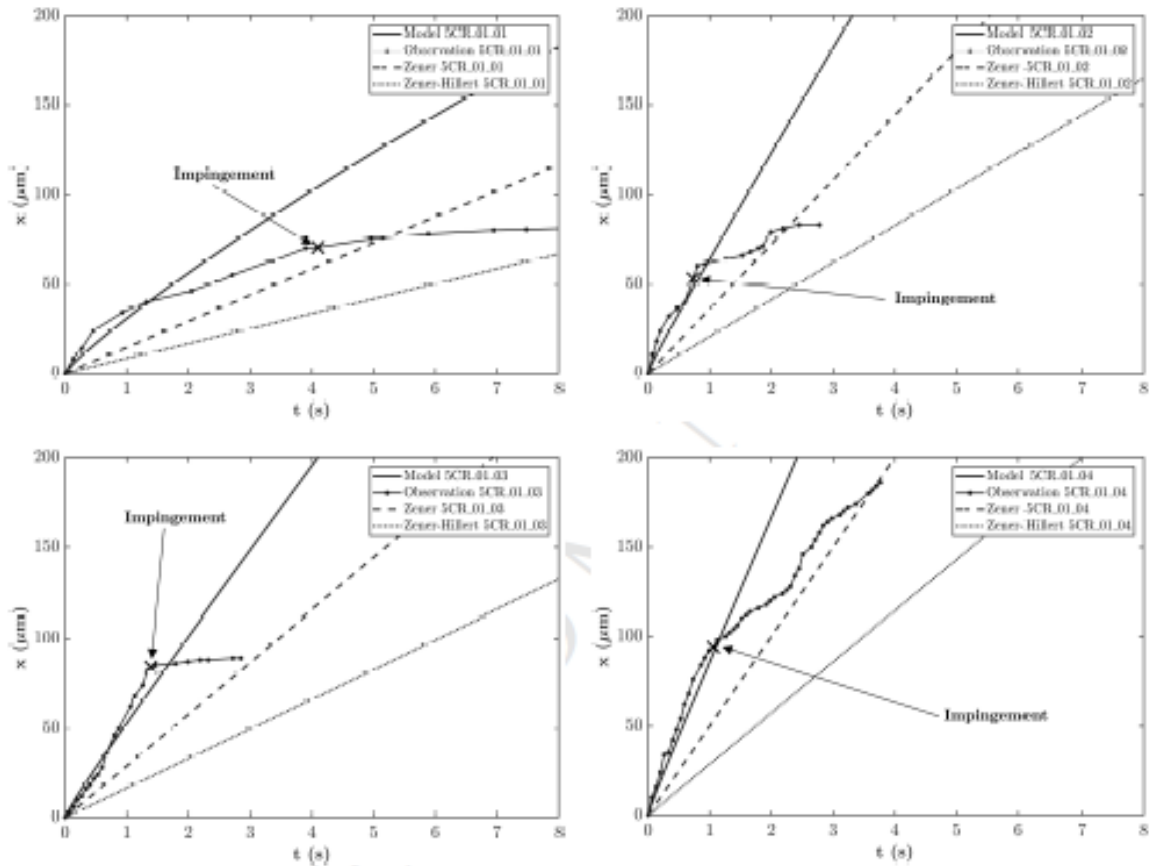 200
150
100
50
0
x (μm)
0 1 2 3 4 5 6 7 8
t (s)
Model 5CR.01.01
Observation 5CR.01.01
Zener 5CR.01.01
Zener-Hillert 5CR.01.01
Impingement
200
150
100
50
0
x (μm)
0 1 2 3 4 5 6 7 8
t (s)
Model 5CR.01.02
Observation 5CR.01.02
Zener 5CR.01.02
Zener-Hillert 5CR.01.02
Impingement
200
150
100
50
0
x (μm)
0 1 2 3 4 5 6 7 8
t (s)
Model 5CR.01.03
Observation 5CR.01.03
Zener 5CR.01.03
Zener-Hillert 5CR.01.03
Impingement
200
150
100
50
0
x (μm)
0 1 2 3 4 5 6 7 8
t (s)
Model 5CR.01.04
Observation 5CR.01.04
Zener 5CR.01.04
Zener-Hillert 5CR.01.04
Impingement